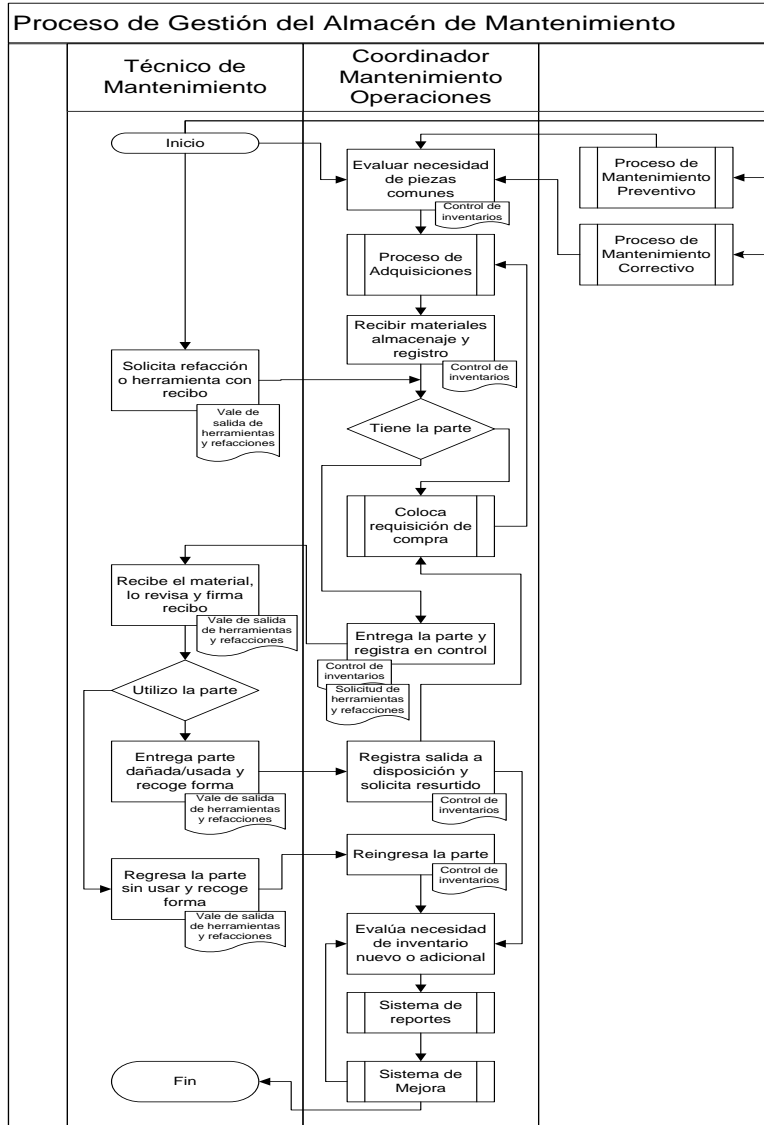 Proceso de Gestión del Almacén de Mantenimiento
Técnico de
Mantenimiento
Coordinador
Mantenimiento
Operaciones
Inicio
Evaluar necesidad
de piezas
comunes
Control de
inventarios
Proceso de
Mantenimiento
Preventivo
Proceso de
Adquisiciones
Proceso de
Mantenimiento
Correctivo
Recibir materiales
almacenaje y
registro
Control de
inventarios
Solicita refacción
o herramienta con
recibo
Vale de
salida de
herramientas
y refacciones
Tiene la parte
Coloca
requisición de
compra
Recibe el material,
lo revisa y firma
recibo
Vale de salida
de herramientas
y refacciones
Entrega la parte y
registra en control
Control de
inventarios
Solicitud de
herramientas
y refacciones
Utilizo la parte
Entrega parte
dañada/usada y
recoge forma
Vale de salida
de herramientas
y refacciones
Registra salida a
disposición y
solicita resurtido
Control de
inventarios
Regresa la parte
sin usar y recoge
forma
Vale de salida
de herramientas
y refacciones
Reingresa la parte
Control de
inventarios
Evalúa necesidad
de inventario
nuevo o adicional
Sistema de
reportes
Fin
Sistema de
Mejora